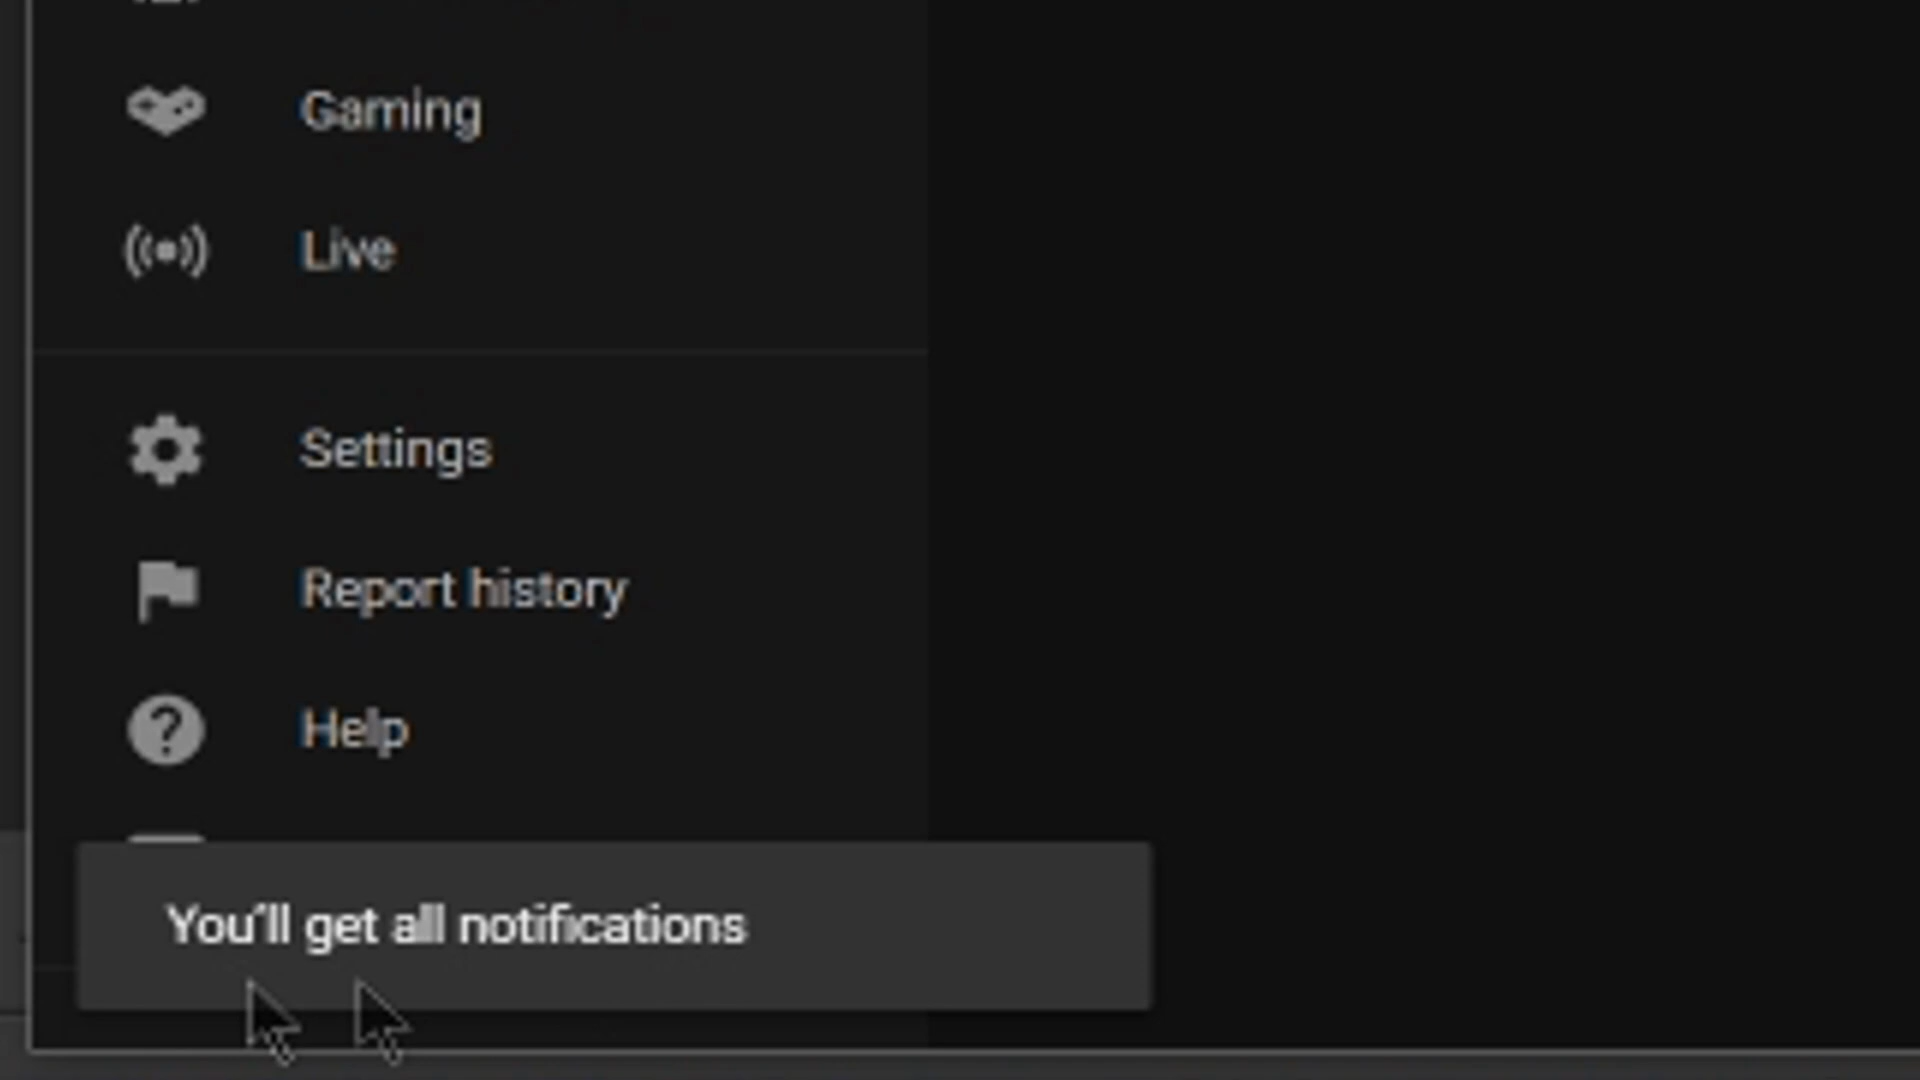 Gaming
Live
Settings
Report history
Help
You'll get all notifications